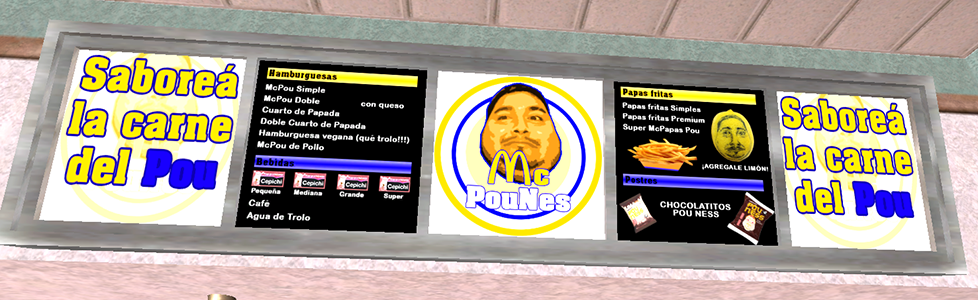 Saboreá
la carne
del Pou
Hamburguesas
McPou Simple
McPou Doble
con queso
Cuarto de Papada
Doble Cuarto de Papada
Hamburguesa vegana (qué trolo!!!)
McPou de Pollo
Bebidas
Cepichi Cepichi Cepichi Cepichi
Pequeña Mediana Grande Super
Café
Agua de Trolo
Mc
PouNes
Papas fritas
Papas fritas Simples
Papas fritas Premium
Super McPapas Pou
¡AGREGALE LIMÓN!
Postres
CHOCOLATITOS
POU NESS
POU
NESS
Saboreá
la carne
del Pou